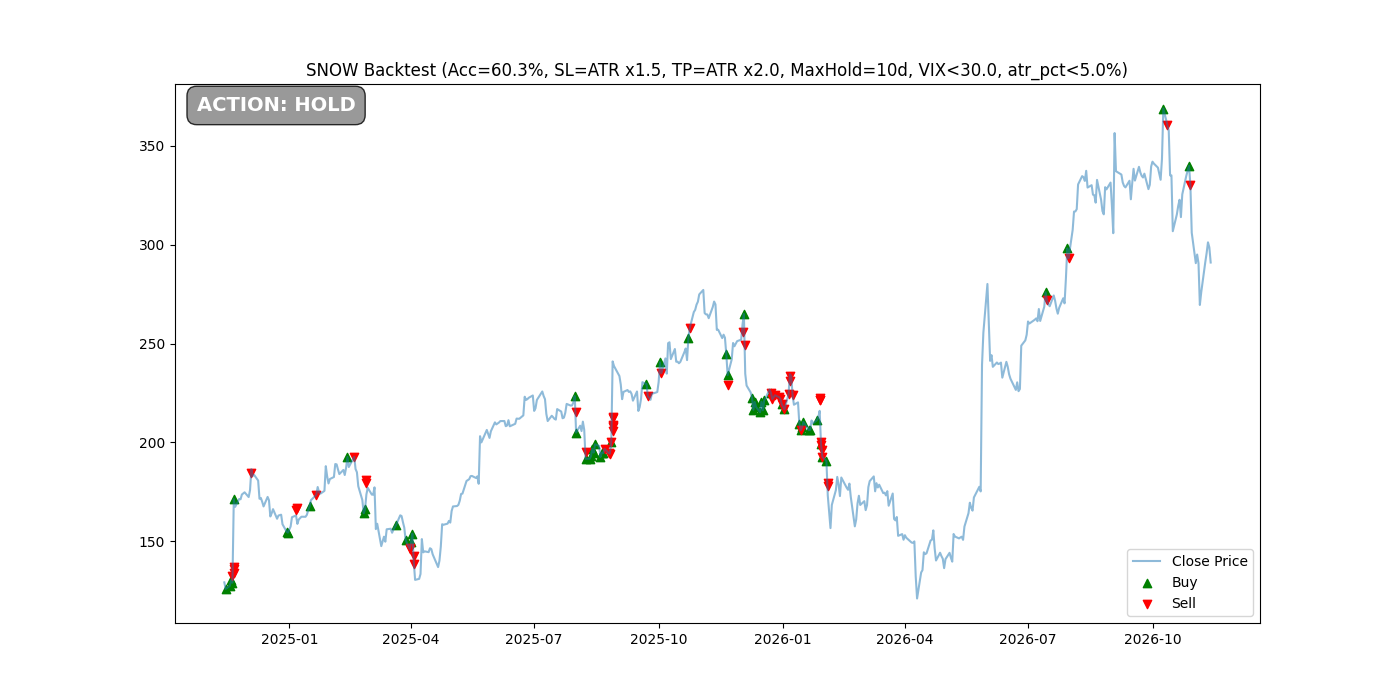 SNOW Backtest (Acc=60.3%, SL=ATR x1.5, TP=ATR x2.0, MaxHold=10d, VIX<30.0, atr_pct<5.0%)
ACTION: HOLD
350
300
250
200
150
2025-01 2025-04 2025-07 2025-10 2026-01 2026-04 2026-07 2026-10
Close Price
Buy
Sell